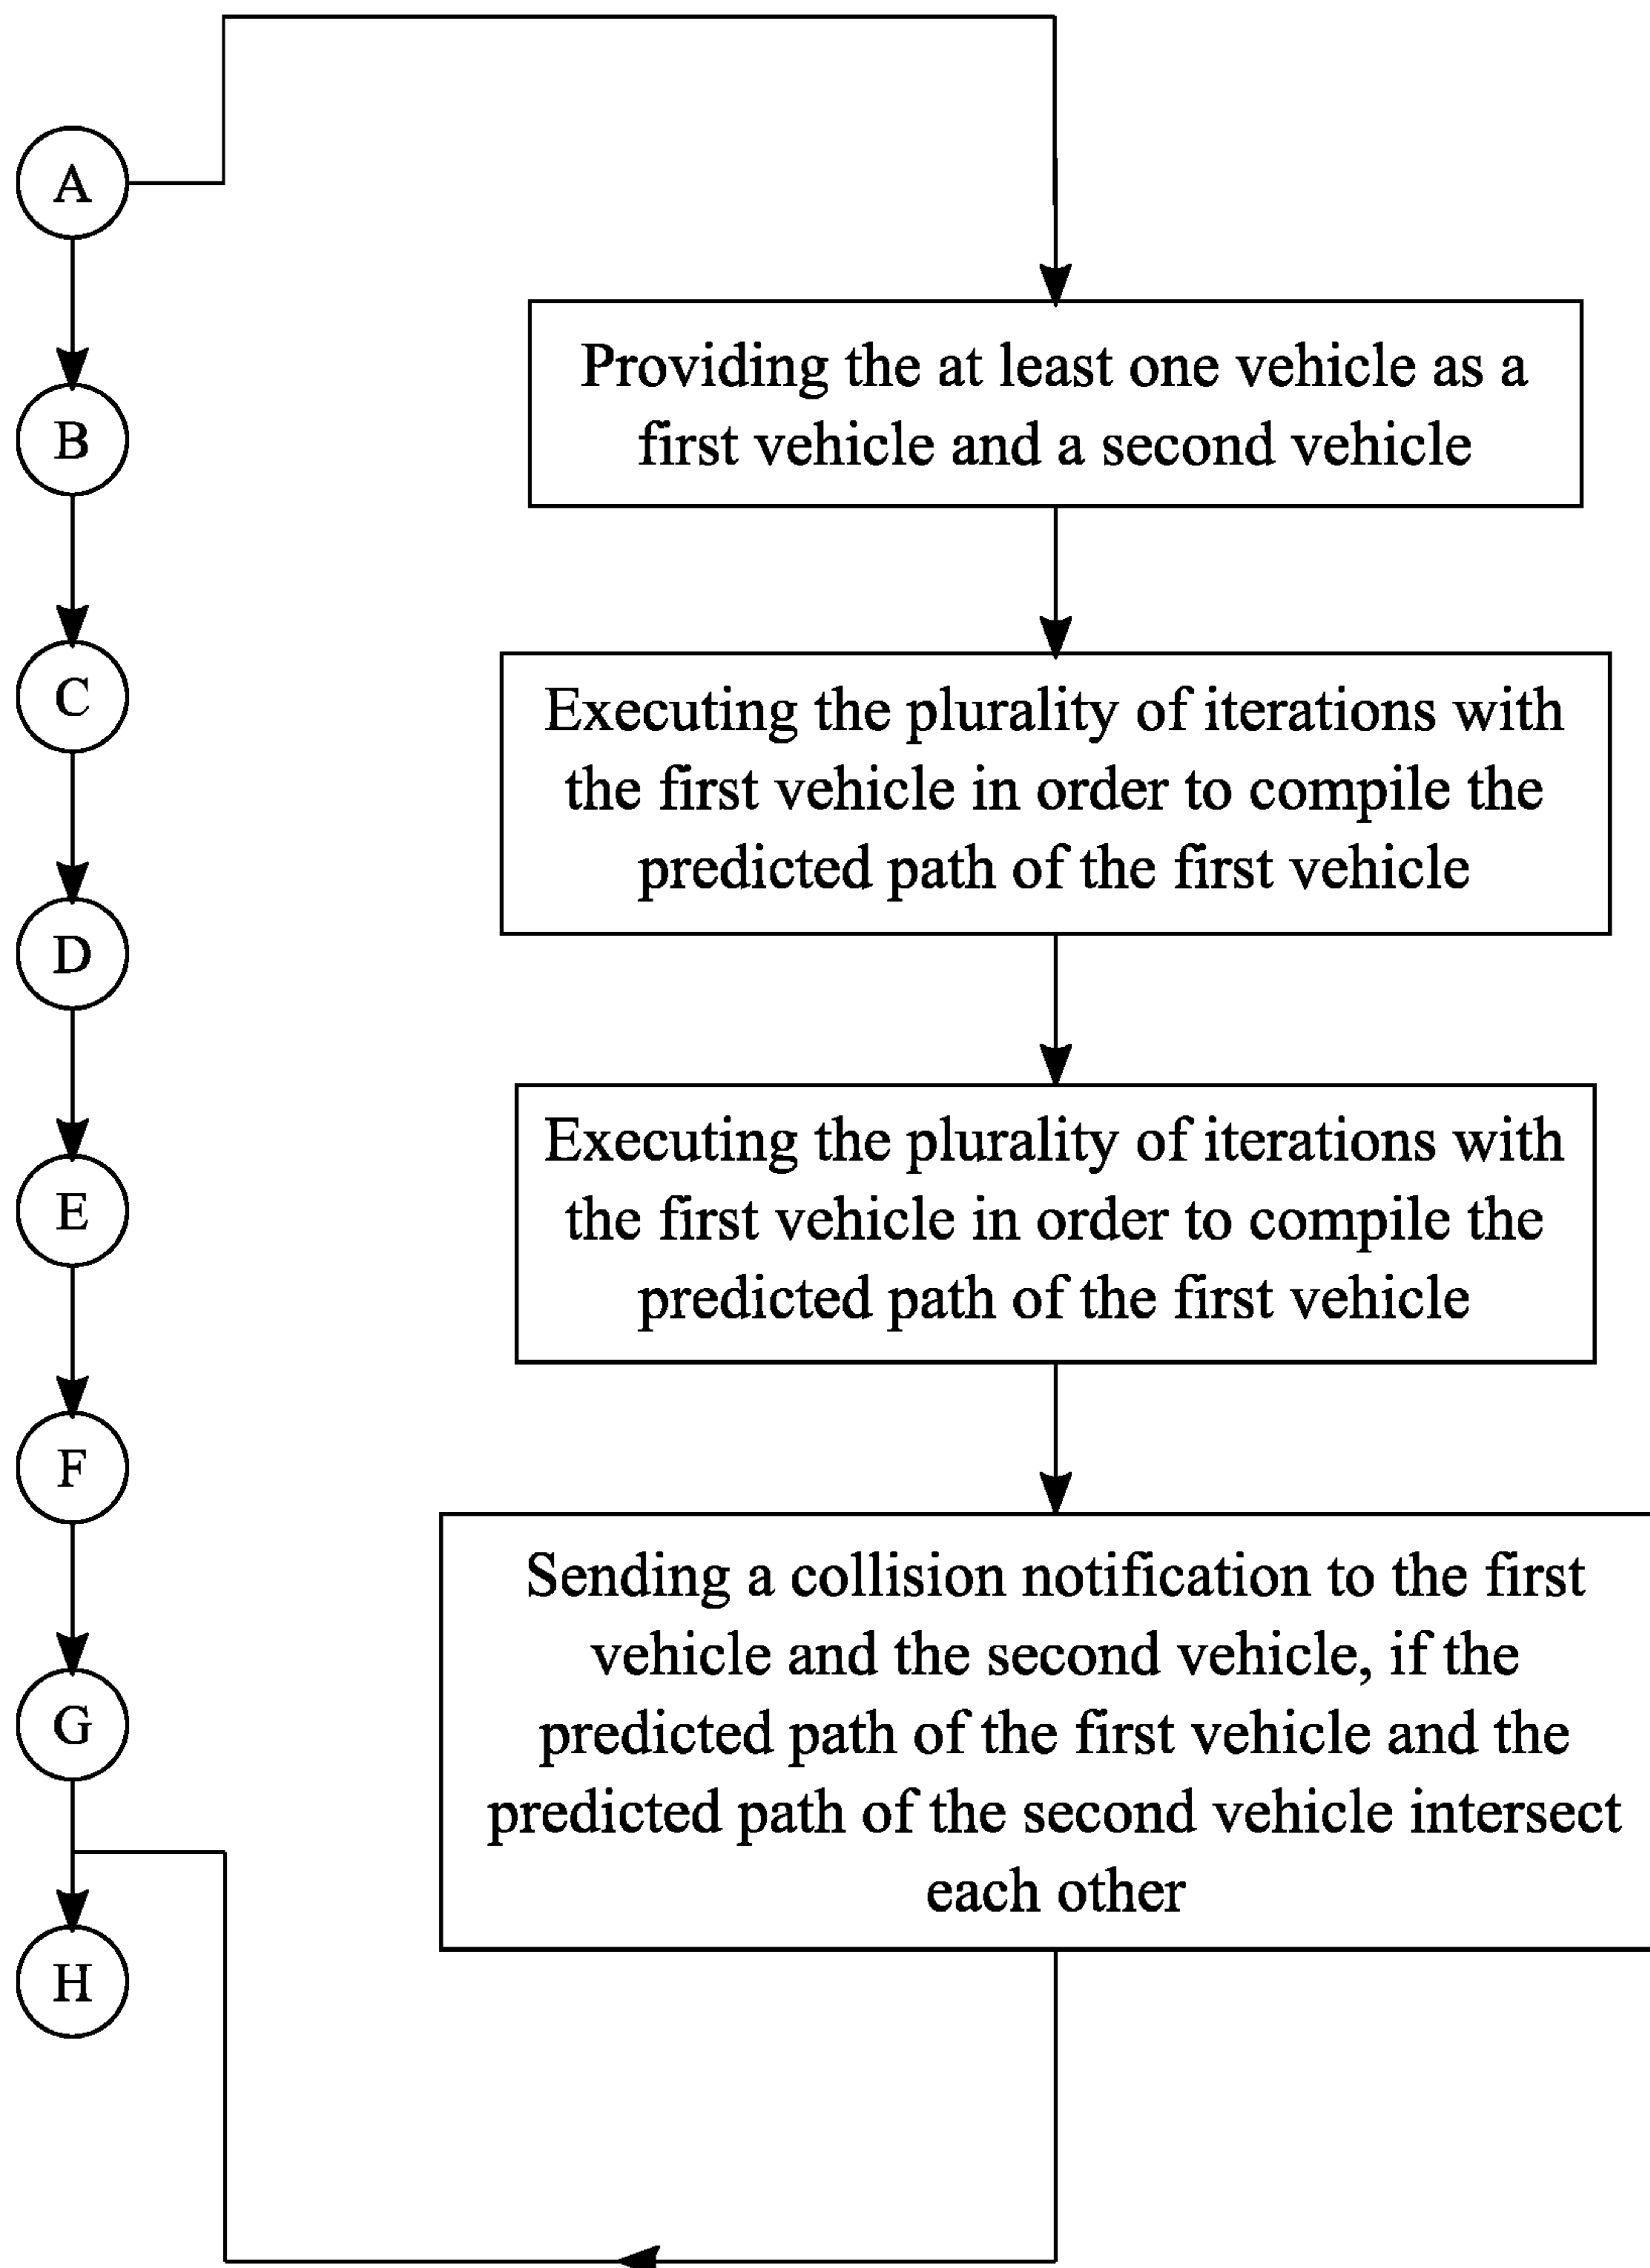 A
B
C
D
E
F
G
H
Providing the at least one vehicle as a
first vehicle and a second vehicle
Executing the plurality of iterations with
the first vehicle in order to compile the
predicted path of the first vehicle
Executing the plurality of iterations with
the first vehicle in order to compile the
predicted path of the first vehicle
Sending a collision notification to the first
vehicle and the second vehicle, if the
predicted path of the first vehicle and the
predicted path of the second vehicle intersect
each other